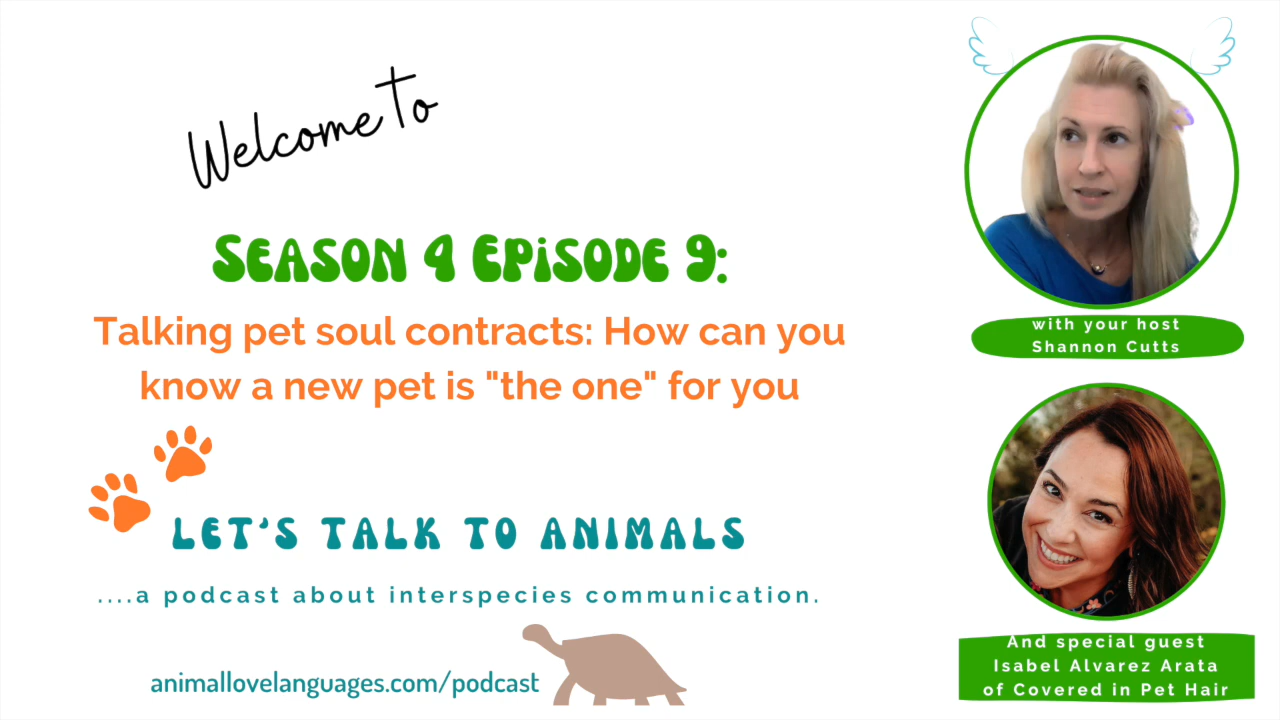 Welcome To
Season 4 Episode 9:
Talking pet soul contracts: How can you
know a new pet is "the one" for you
LET'S TALK TO ANIMALS
....a podcast about interspecies communication.
animallovelanguages.com/podcast
with your host
Shannon Cutts
And special guest
Isabel Alvarez Arata
of Covered in Pet Hair